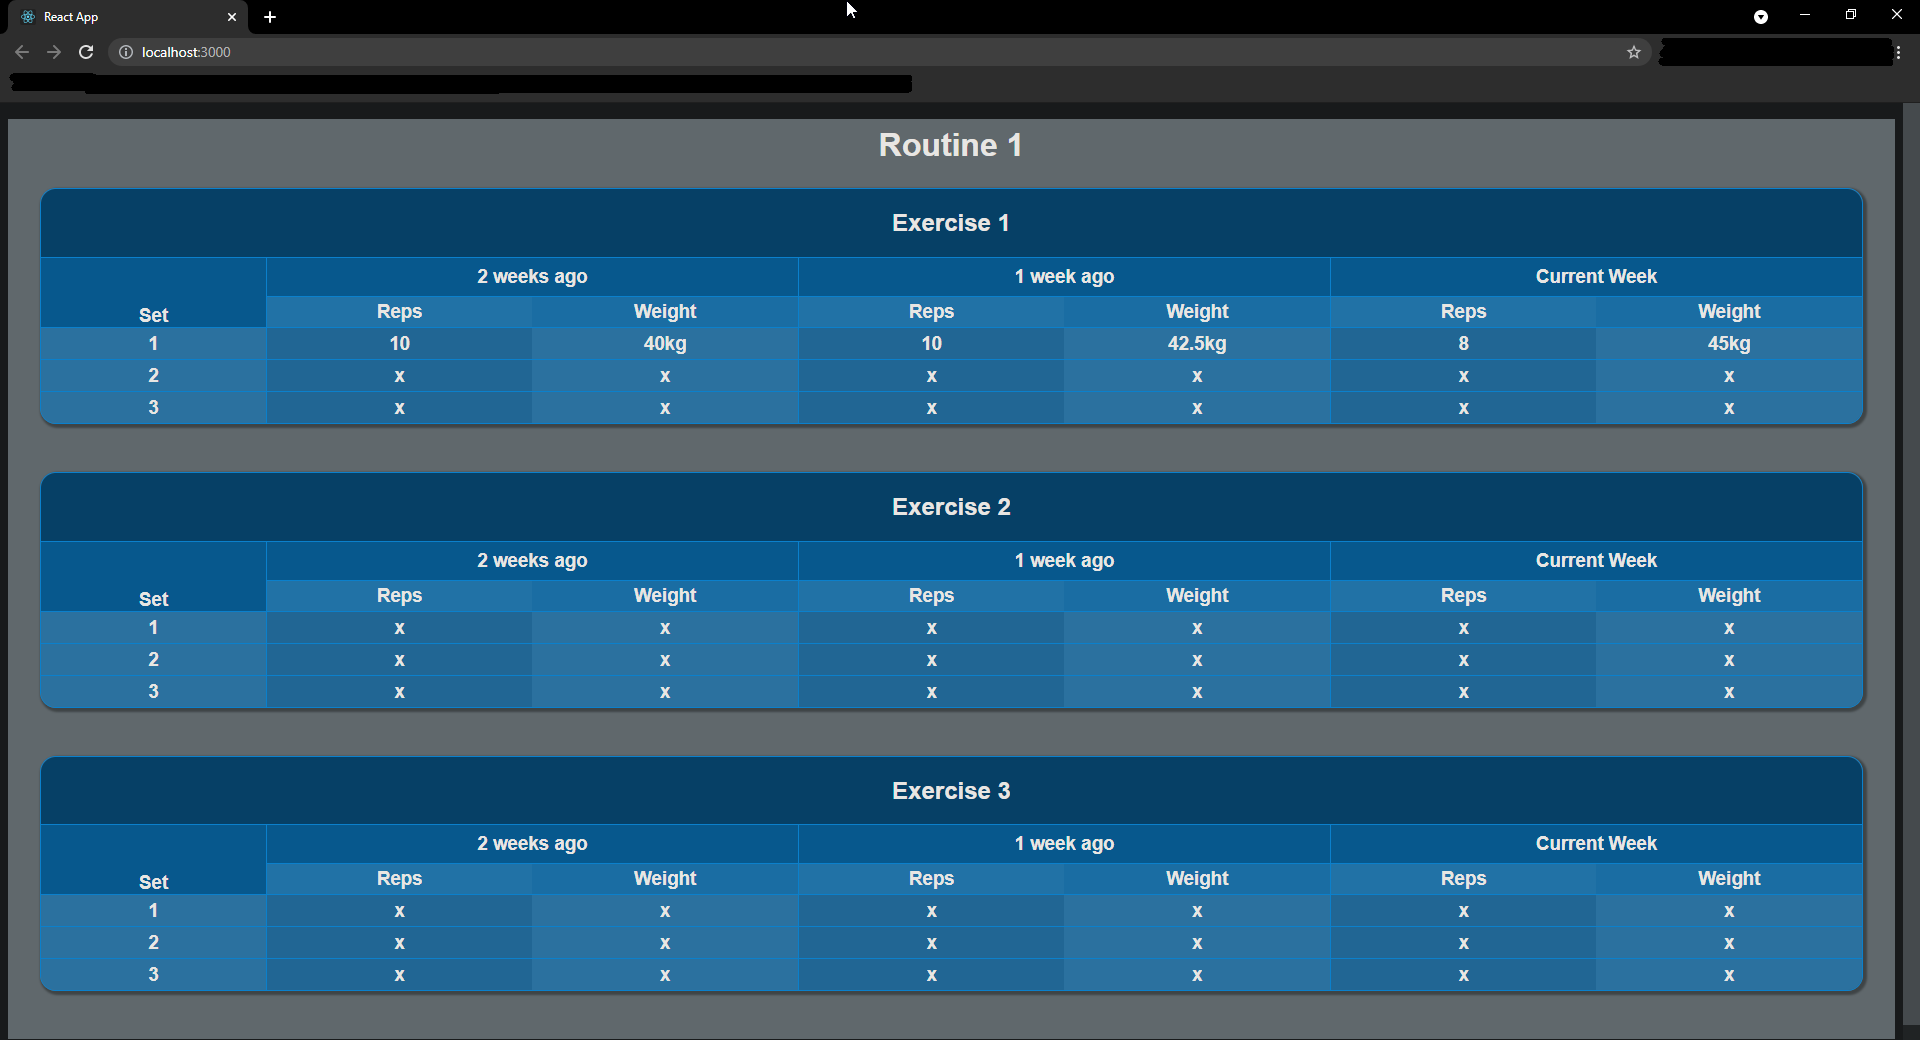 React App
localhost:3000
Routine 1
Exercise 1
2 weeks ago 1 week ago Current Week
Set Reps Weight Reps Weight Reps Weight
1 10 40kg 10 42.5kg 8 45kg
2 x x x x x x
3 x x x x x x
Exercise 2
2 weeks ago 1 week ago Current Week
Set Reps Weight Reps Weight Reps Weight
1 x x x x x x
2 x x x x x x
3 x x x x x x
Exercise 3
2 weeks ago 1 week ago Current Week
Set Reps Weight Reps Weight Reps Weight
1 x x x x x x
2 x x x x x x
3 x x x x x x